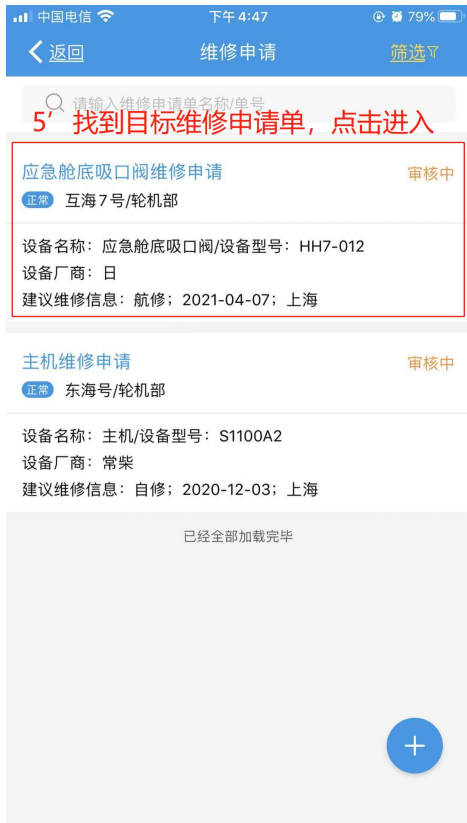 中国电信 下午4:47 79%
返回 维修申请 筛选
请输入维修申请单名称/单号
5' 找到目标维修申请单，点击进入
应急舱底吸口阀维修申请 审核中
正常 互海7号/轮机部
设备名称：应急舱底吸口阀/设备型号：HH7-012
设备厂商：日
建议维修信息：航修；2021-04-07；上海
主机维修申请 审核中
正常 东海号/轮机部
设备名称：主机/设备型号：S1100A2
设备厂商：常柴
建议维修信息：自修；2020-12-03；上海
已经全部加载完毕